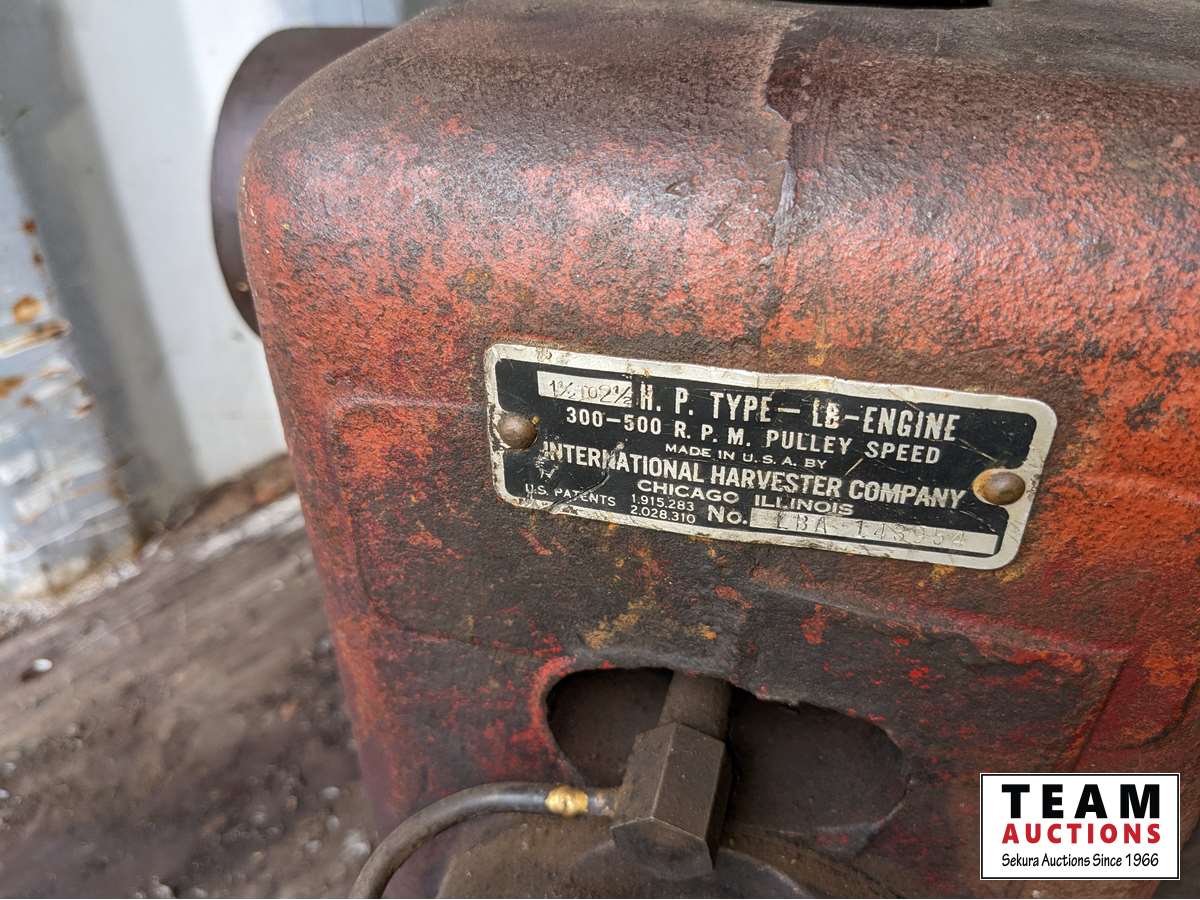 1½ TO 2½ H. P. TYPE — LB-ENGINE
300-500 R. P. M. PULLEY SPEED
MADE IN U. S. A. BY
INTERNATIONAL HARVESTER COMPANY
CHICAGO ILLINOIS
U.S. PATENTS 1.915.283
2.028.310 No. LBA
TEAM
AUCTIONS
Sekura Auctions Since 1966